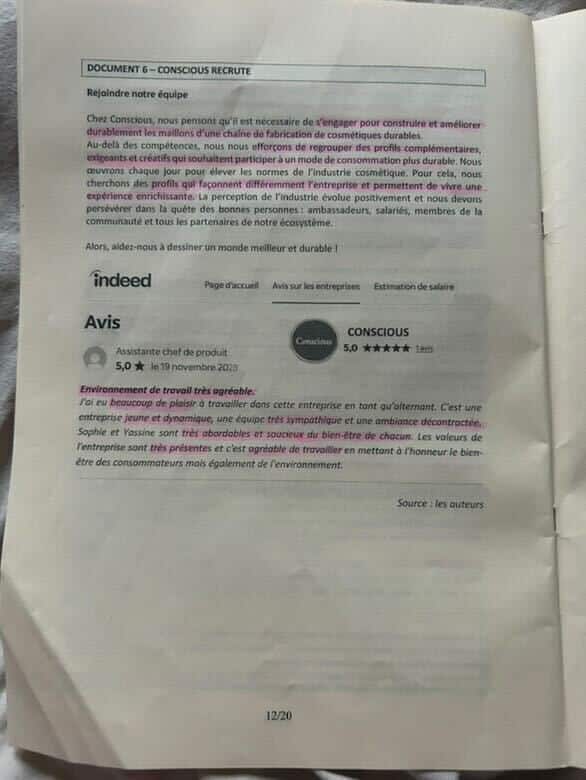 DOCUMENT 6 – CONSCIOUS RECRUTE
Rejoindre notre équipe
Chez Conscious, nous pensons qu'il est nécessaire de s'engager pour construire et améliorer
durablement les maillons d'une chaîne de fabrication de cosmétiques durables.
Au-delà des compétences, nous nous efforçons de regrouper des profils complémentaires,
exigeants et créatifs qui souhaitent participer à un mode de consommation plus durable. Nous
œuvrons chaque jour pour élever les normes de l'industrie cosmétique. Pour cela, nous
cherchons des profils qui façonnent différemment l'entreprise et permettent de vivre une
expérience enrichissante. La perception de l'industrie évolue positivement et nous devons
persévérer dans la quête des bonnes personnes : ambassadeurs, salariés, membres de la
communauté et tous les partenaires de notre écosystème.
Alors, aidez-nous à dessiner un monde meilleur et durable !
indeed Page d'accueil Avis sur les entreprises Estimation de salaire
Avis
Conscious
CONSCIOUS
5,0 ★★★★★ 1 avis
Assistante chef de produit
5,0 ★ le 19 novembre 2023
Environnement de travail très agréable.
J'ai eu beaucoup de plaisir à travailler dans cette entreprise en tant qu'alternant. C'est une
entreprise jeune et dynamique, une équipe très sympathique et une ambiance décontractée.
Sophie et Yassine sont très abordables et soucieux du bien-être de chacun. Les valeurs de
l'entreprise sont très présentes et c'est agréable de travailler en mettant à l'honneur le bien-
être des consommateurs mais également de l'environnement.
Source : les auteurs
12/20